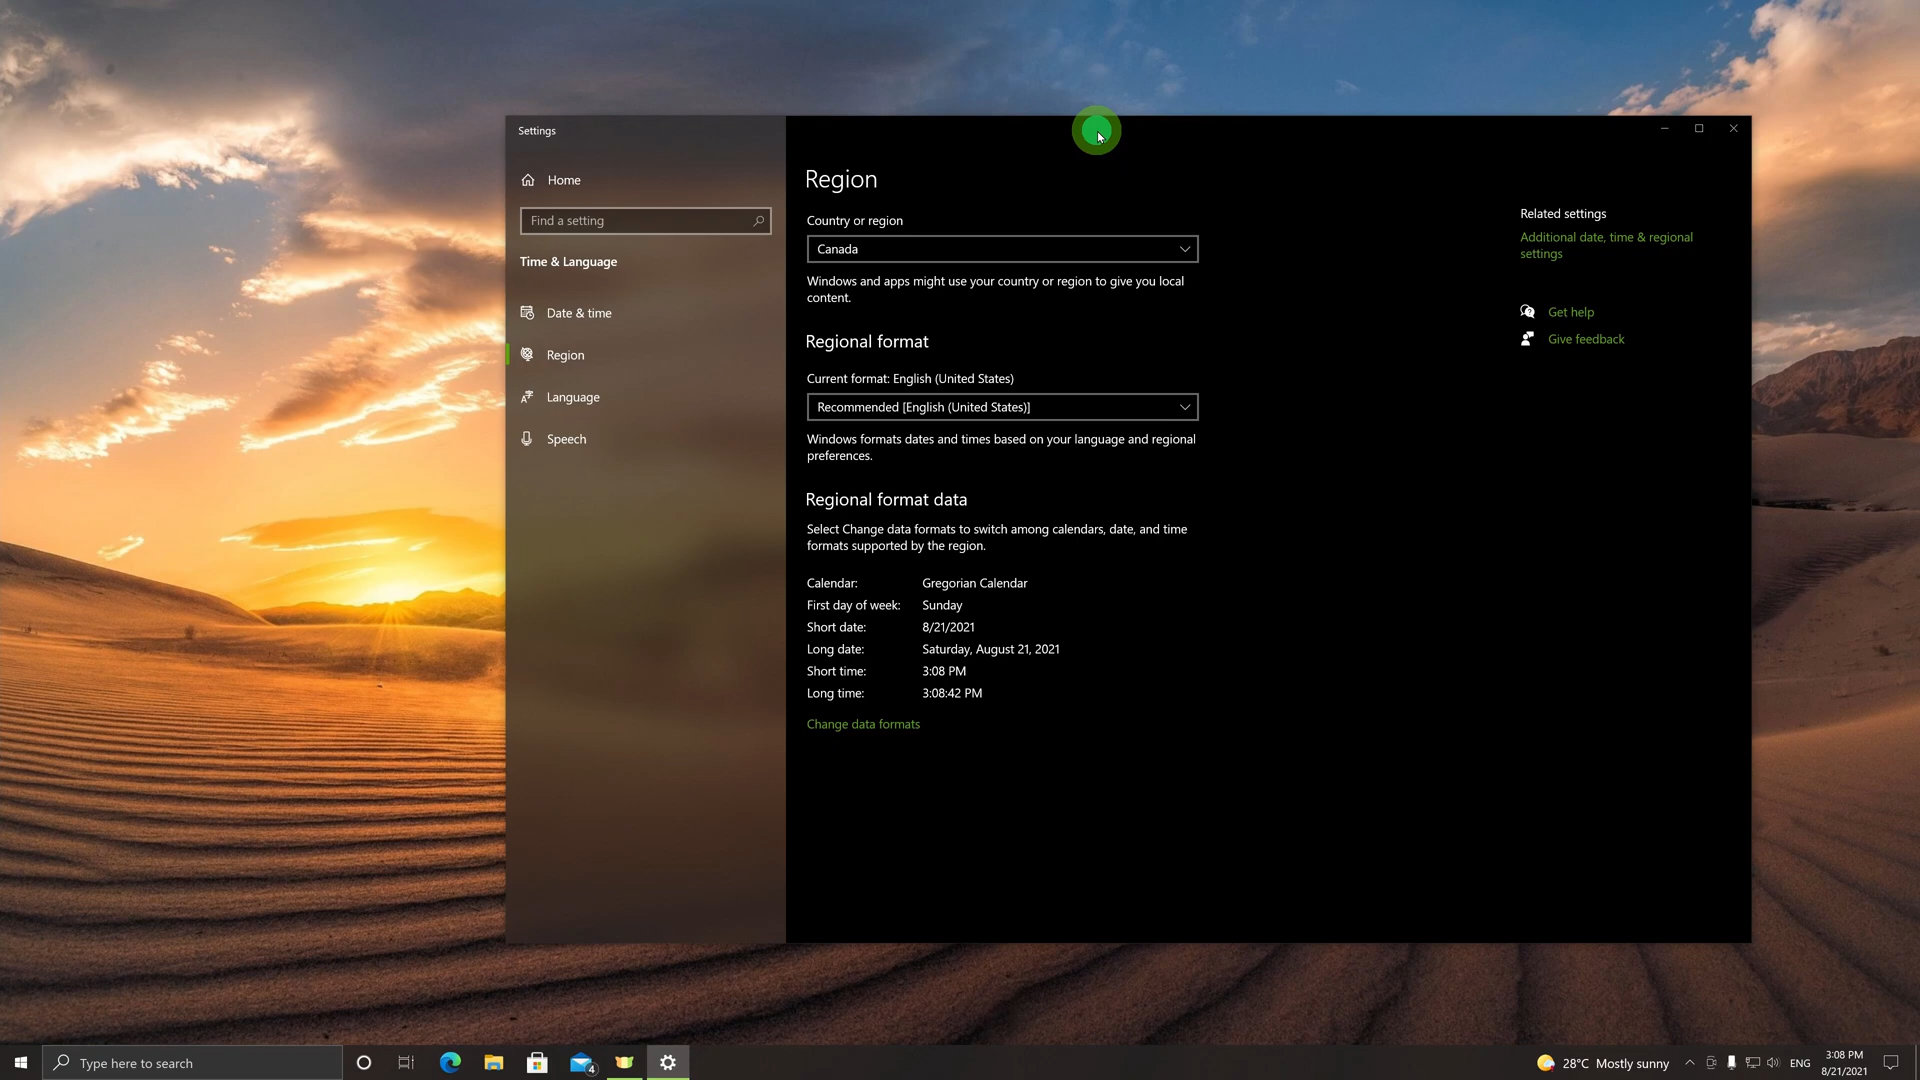 Settings
Home
Find a setting
Time & Language
Date & time
Region
Language
Speech
Region
Country or region
Canada
Windows and apps might use your country or region to give you local
content.
Regional format
Current format: English (United States)
Recommended [English (United States)]
Windows formats dates and times based on your language and regional
preferences.
Regional format data
Select Change data formats to switch among calendars, date, and time
formats supported by the region.
Calendar: Gregorian Calendar
First day of week: Sunday
Short date: 8/21/2021
Long date: Saturday, August 21, 2021
Short time: 3:08 PM
Long time: 3:08:42 PM
Change data formats
Related settings
Additional date, time & regional
settings
Get help
Give feedback
Type here to search
4
28°C Mostly sunny
ENG
3:08 PM
8/21/2021